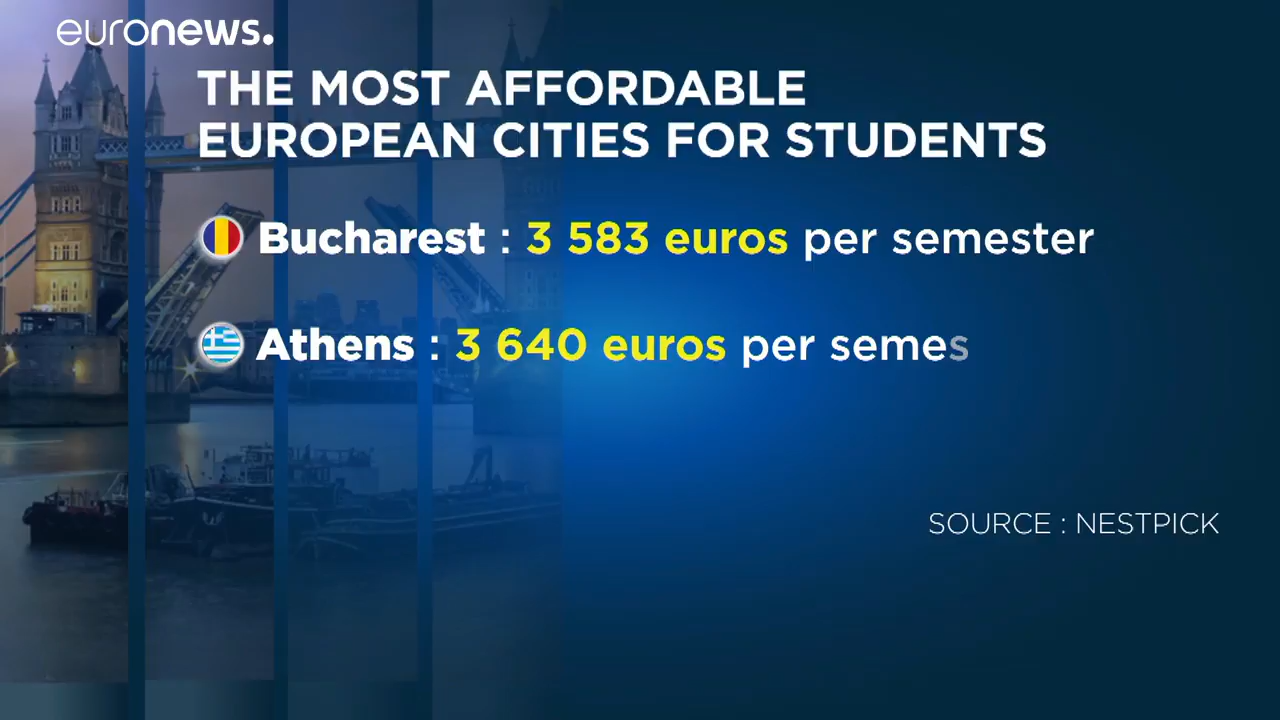 euronews.
THE MOST AFFORDABLE
EUROPEAN CITIES FOR STUDENTS
Bucharest : 3 583 euros per semester
Athens : 3 640 euros per semes
SOURCE : NESTPICK